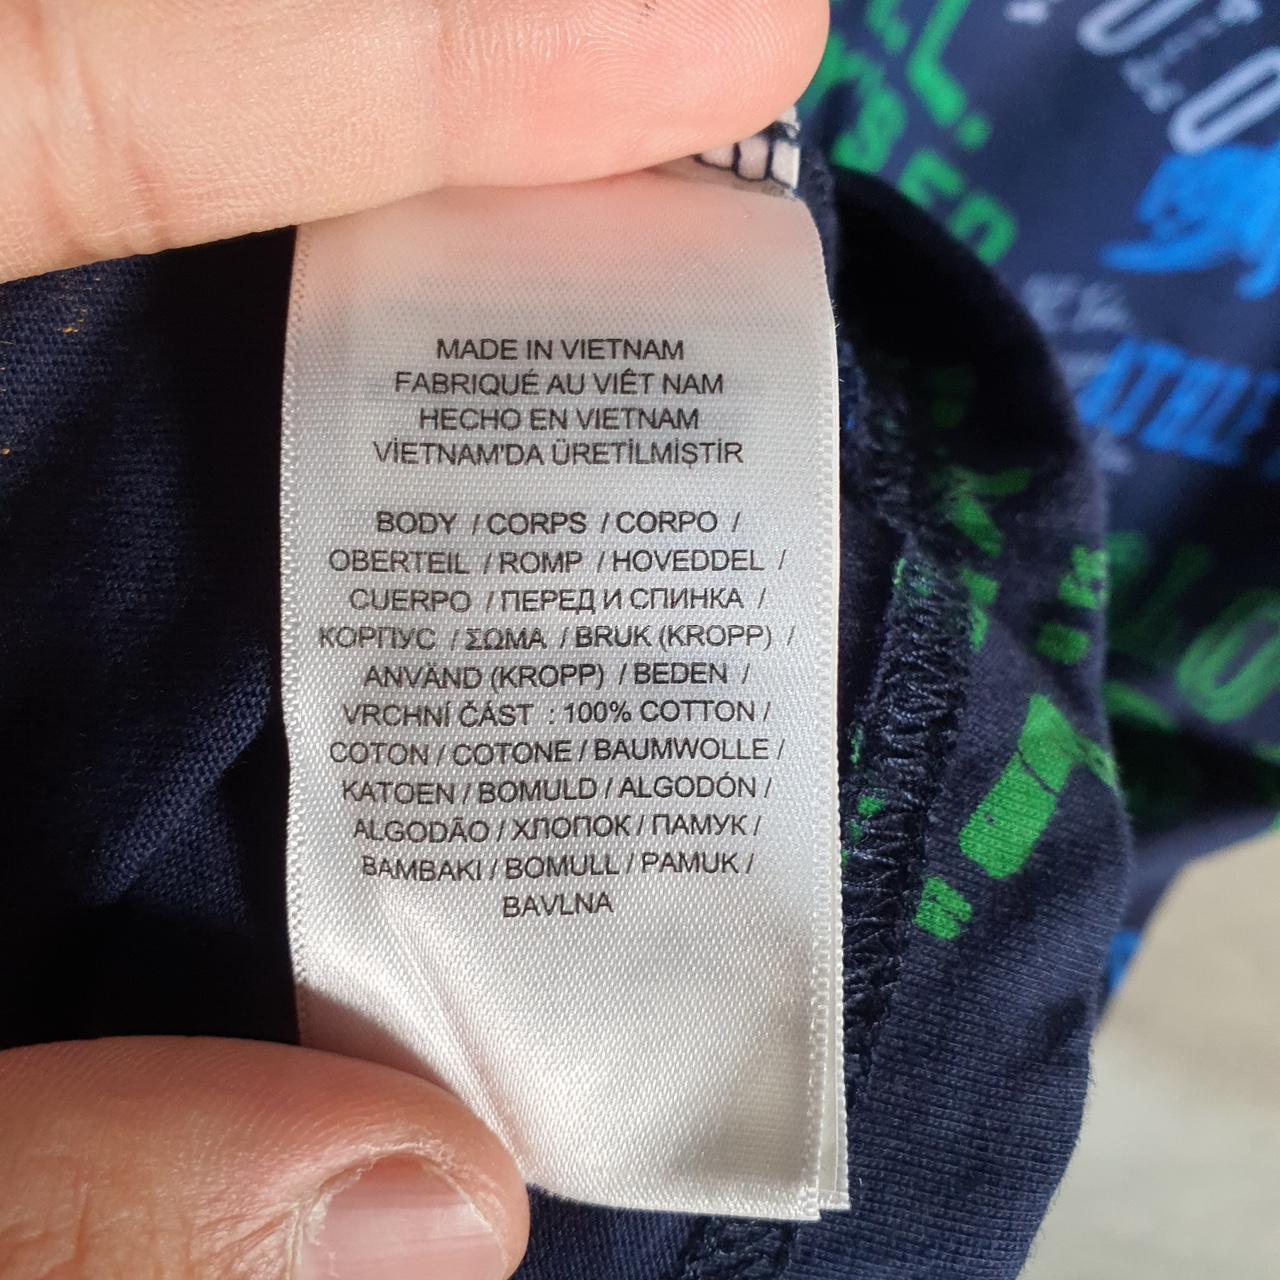 MADE IN VIETNAM
FABRIQUÉ AU VIÊT NAM
HECHO EN VIETNAM
VİETNAM'DA ÜRETİLMİŞTİR
BODY / CORPS / CORPO /
OBERTEIL / ROMP / HOVEDDEL /
CUERPO / ПЕРЕД И СПИНКА /
КОРПУС / ΣΩΜΑ / BRUK (KROPP) /
ANVÄND (KROPP) / BEDEN /
VRCHNÍ ČÁST : 100% COTTON /
COTON / COTONE / BAUMWOLLE /
KATOEN / BOMULD / ALGODÓN /
ALGODÃO / ХЛОПОК / ПАМУК /
BAMBAKI / BOMULL / PAMUK /
BAVLNA